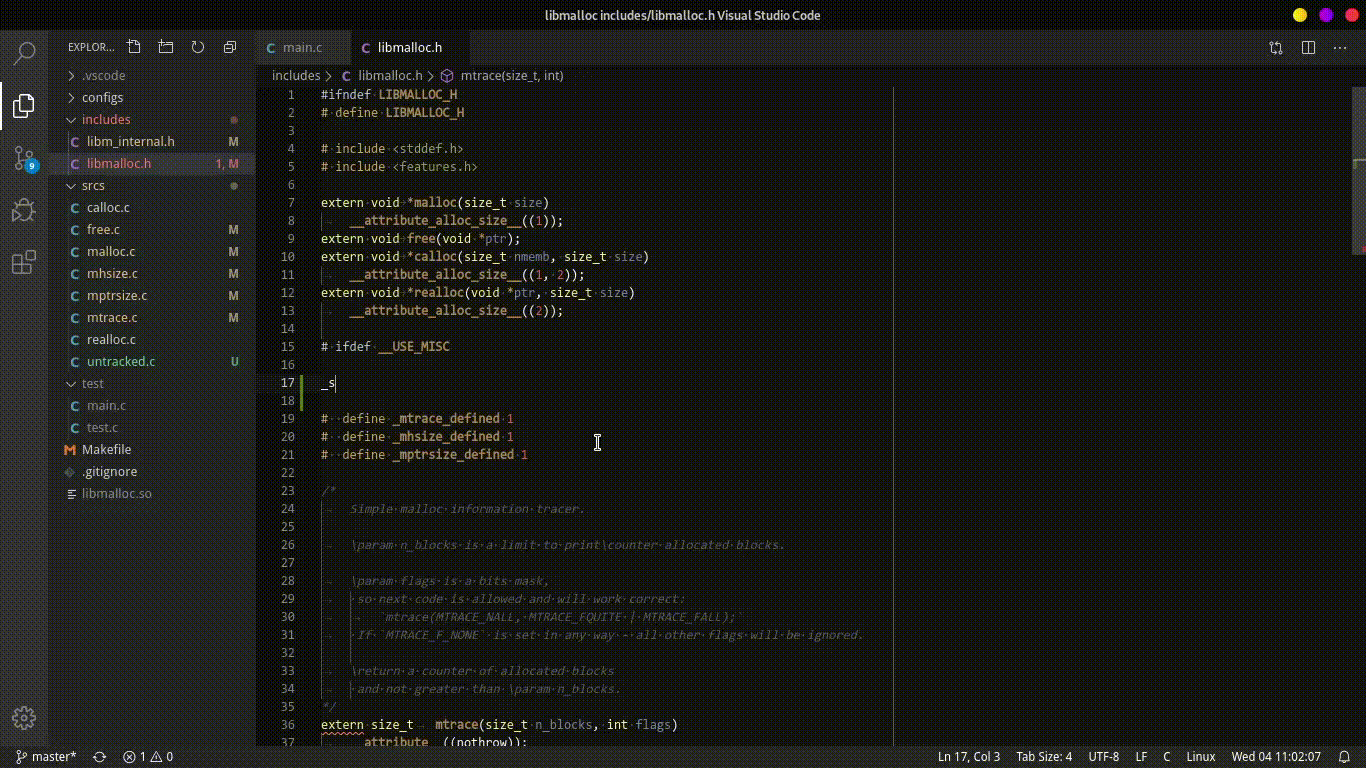 libmalloc includes/libmalloc.h Visual Studio Code
EXPLOR...
main.c
libmalloc.h
includes > libmalloc.h > mtrace(size_t, int)
.vscode
configs
includes
libm_internal.h M
libmalloc.h 1, M
srcs
calloc.c
free.c M
malloc.c M
mhsize.c M
mptrsize.c M
mtrace.c M
realloc.c
untracked.c U
test
main.c
test.c
Makefile
.gitignore
libmalloc.so
9
1 #ifndef LIBMALLOC_H
2 # define LIBMALLOC_H
3
4 # include <stddef.h>
5 # include <features.h>
6
7 extern void *malloc(size_t size)
8 __attribute_alloc_size__((1));
9 extern void free(void *ptr);
10 extern void *calloc(size_t nmemb, size_t size)
11 __attribute_alloc_size__((1, 2));
12 extern void *realloc(void *ptr, size_t size)
13 __attribute_alloc_size__((2));
14
15 # ifdef __USE_MISC
16
17 _s
18
19 #  define _mtrace_defined 1
20 #  define _mhsize_defined 1
21 #  define _mptrsize_defined 1
22
23 /*
24 Simple malloc information tracer.
25
26 \param n_blocks is a limit to print\counter allocated blocks.
27
28 \param flags is a bits mask,
29 so next code is allowed and will work correct:
30 `mtrace(MTRACE_NALL, MTRACE_FQUITE | MTRACE_FALL);`
31 If `MTRACE_F_NONE` is set in any way - all other flags will be ignored.
32
33 \return a counter of allocated blocks
34 and not greater than \param n_blocks.
35 */
36 extern size_t mtrace(size_t n_blocks, int flags)
37 __attribute__((nothrow));
master* 1 0
Ln 17, Col 3 Tab Size: 4 UTF-8 LF C Linux Wed 04 11:02:07